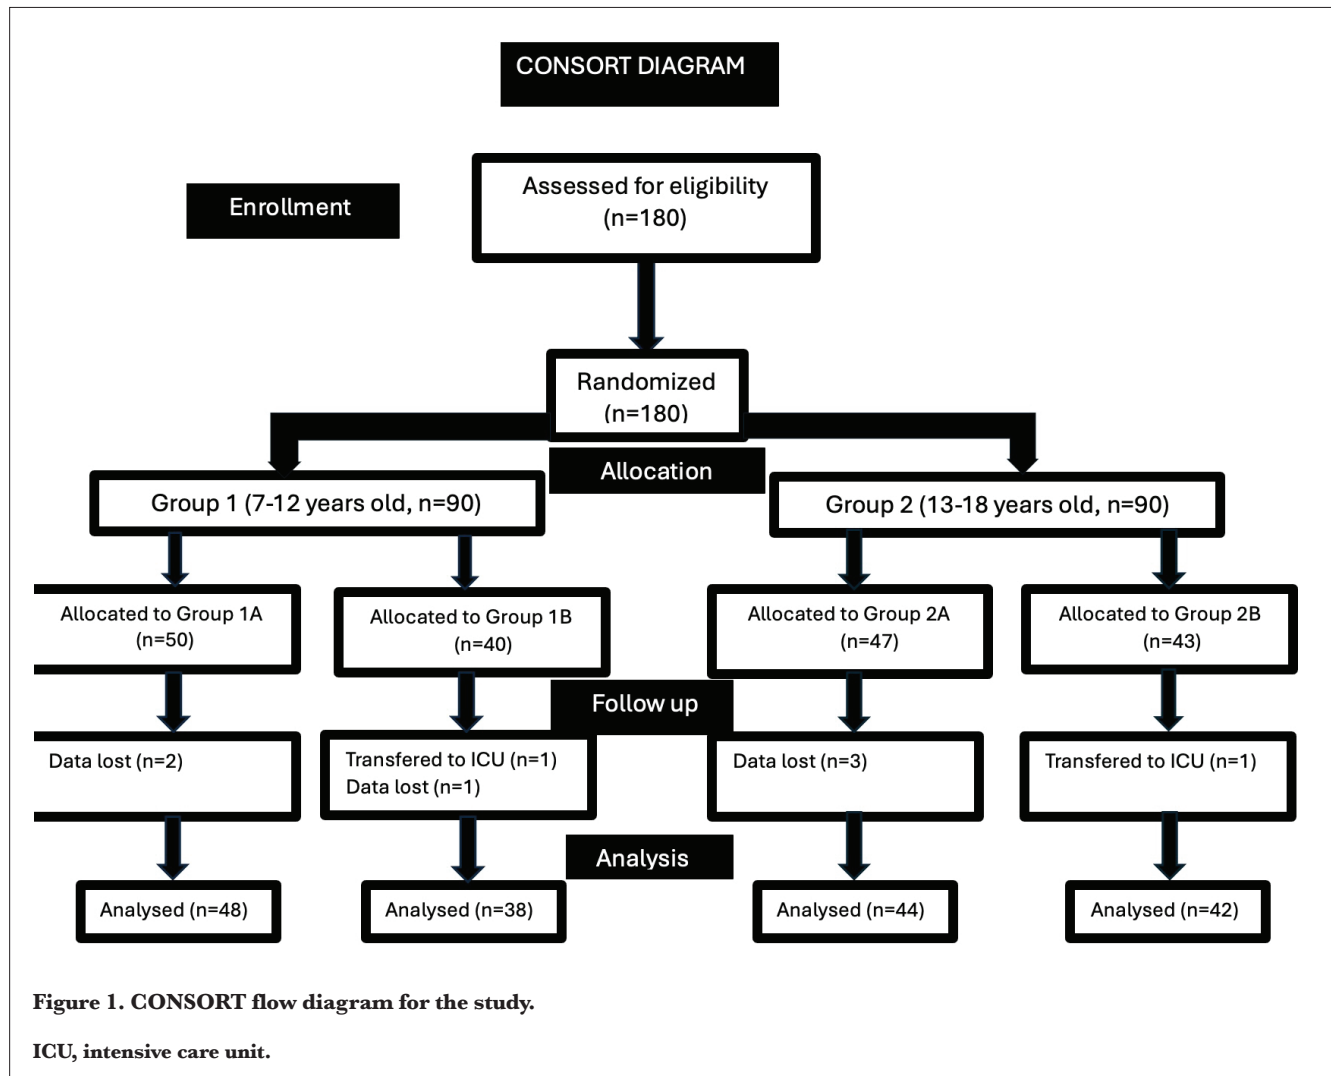 CONSORT DIAGRAM
Enrollment
Assessed for eligibility
(n=180)
Randomized
(n=180)
Allocation
Group 1 (7-12 years old, n=90)
Group 2 (13-18 years old, n=90)
Allocated to Group 1A
(n=50)
Allocated to Group 1B
(n=40)
Allocated to Group 2A
(n=47)
Allocated to Group 2B
(n=43)
Follow up
Data lost (n=2)
Transfered to ICU (n=1)
Data lost (n=1)
Data lost (n=3)
Transfered to ICU (n=1)
Analysis
Analysed (n=48)
Analysed (n=38)
Analysed (n=44)
Analysed (n=42)
Figure 1. CONSORT flow diagram for the study.
ICU, intensive care unit.